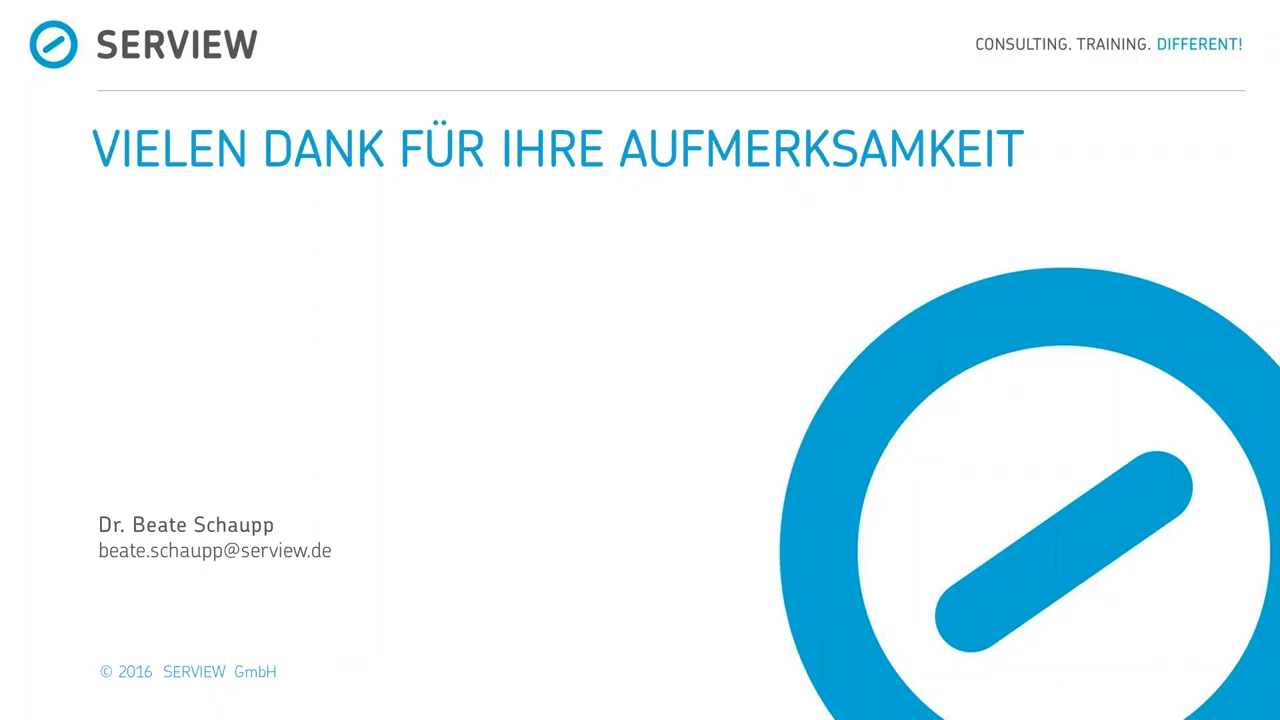 SERVIEW
CONSULTING. TRAINING. DIFFERENT!
VIELEN DANK FÜR IHRE AUFMERKSAMKEIT
Dr. Beate Schaupp
beate.schaupp@serview.de
© 2016 SERVIEW GmbH